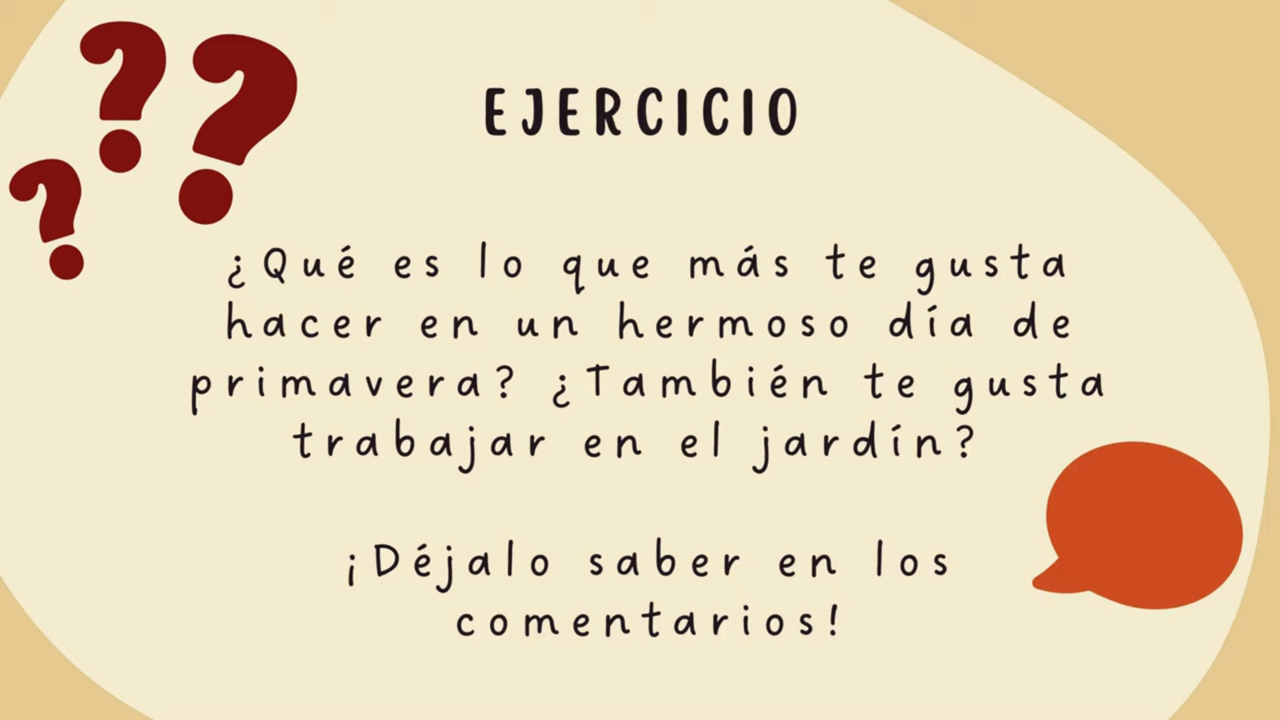 EJERCICIO
¿Qué es lo que más te gusta
hacer en un hermoso día de
primavera? ¿También te gusta
trabajar en el jardín?
¡Déjalo saber en los
comentarios!